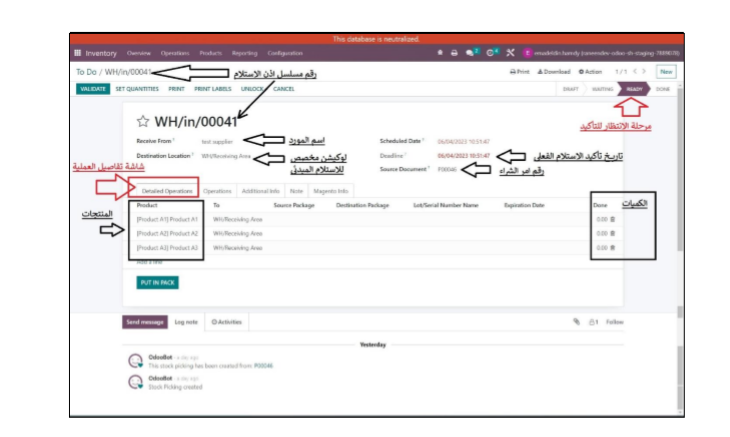 This database is neutralized.
Inventory Overview Operations Products Reporting Configuration
To Do / WH/in/00041
رقم مسلسل اذن الإستلام
Print Download Action 1/1 New
VALIDATE SET QUANTITIES PRINT PRINT LABELS UNLOCK CANCEL
DRAFT WAITING READY DONE
مرحلة الإنتظار للتأكيد
WH/in/00041
Receive From ? test supplier
اسم المورد
Scheduled Date ? 06/04/2023 10:51:47
Destination Location ? WH/Receiving Area
لوكيشن مخصص
للإستلام المبدئي
Deadline ? 06/04/2023 10:51:47
تاريخ تأكيد الاستلام الفعلي
Source Document ? P00046
رقم امر الشراء
شاشة تفاصيل العملية
Detailed Operations Operations Additional Info Note Magento Info
Product To Source Package Destination Package Lot/Serial Number Name Expiration Date Done
الكميات
المنتجات
[Product A1] Product A1 WH/Receiving Area 0.00
[Product A2] Product A2 WH/Receiving Area 0.00
[Product A3] Product A3 WH/Receiving Area 0.00
Add a line
PUT IN PACK
Send message Log note Activities
1 Follow
Yesterday
OdooBot - a day ago
This stock picking has been created from: P00046
OdooBot - a day ago
Stock Picking created